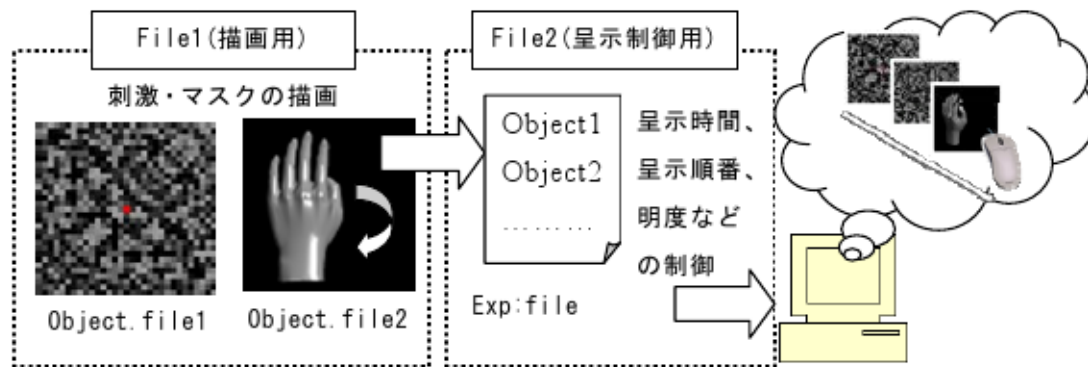 File1(描画用)
刺激・マスクの描画
Object.file1
Object.file2
File2(呈示制御用)
Object1
Object2
………
Exp:file
呈示時間、
呈示順番、
明度など
の制御